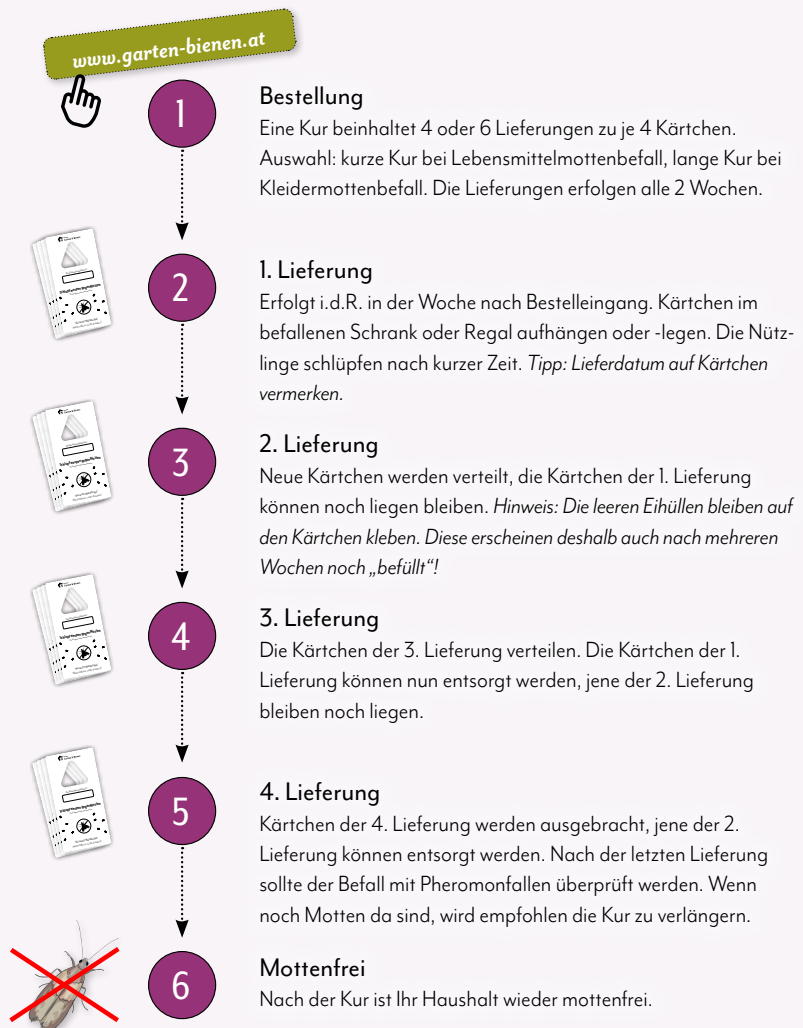 www.garten-bienen.at
1
Bestellung
Eine Kur beinhaltet 4 oder 6 Lieferungen zu je 4 Kärtchen.
Auswahl: kurze Kur bei Lebensmittelmottenbefall, lange Kur bei
Kleidermottenbefall. Die Lieferungen erfolgen alle 2 Wochen.
2
1. Lieferung
Erfolgt i.d.R. in der Woche nach Bestelleingang. Kärtchen im
befallenen Schrank oder Regal aufhängen oder -legen. Die Nütz-
linge schlüpfen nach kurzer Zeit. Tipp: Lieferdatum auf Kärtchen
vermerken.
3
2. Lieferung
Neue Kärtchen werden verteilt, die Kärtchen der 1. Lieferung
können noch liegen bleiben. Hinweis: Die leeren Eihüllen bleiben auf
den Kärtchen kleben. Diese erscheinen deshalb auch nach mehreren
Wochen noch „befüllt“!
4
3. Lieferung
Die Kärtchen der 3. Lieferung verteilen. Die Kärtchen der 1.
Lieferung können nun entsorgt werden, jene der 2. Lieferung
bleiben noch liegen.
5
4. Lieferung
Kärtchen der 4. Lieferung werden ausgebracht, jene der 2.
Lieferung können entsorgt werden. Nach der letzten Lieferung
sollte der Befall mit Pheromonfallen überprüft werden. Wenn
noch Motten da sind, wird empfohlen die Kur zu verlängern.
6
Mottenfrei
Nach der Kur ist Ihr Haushalt wieder mottenfrei.